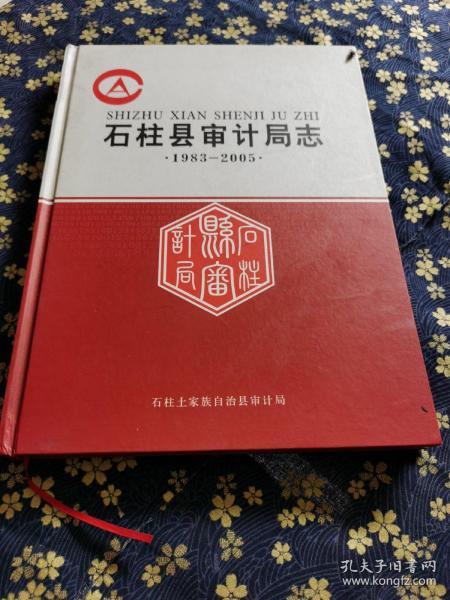 SHIZHU XIAN SHENJI JU ZHI
石柱县审计局志
·1983—2005·
石柱
縣審
計局
石柱土家族自治县审计局
孔夫子旧书网
www.kongfz.com